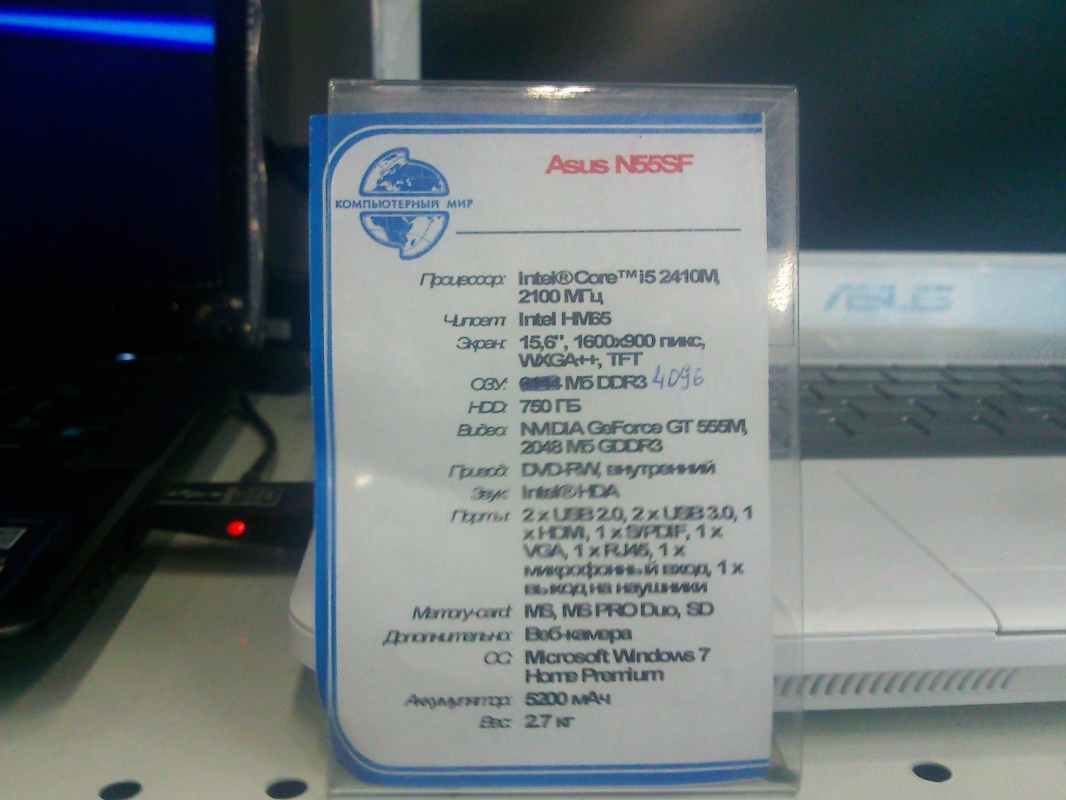 Asus N55SF
КОМПЬЮТЕРНЫЙ МИР
Процессор: Intel® Core™ i5 2410M,
2100 МГц
Чипсет: Intel HM65
Экран: 15,6", 1600x900 пикс,
WXGA++, TFT
ОЗУ: Мб DDR3 4096
HDD: 750 ГБ
Видео: NVIDIA GeForce GT 555M,
2048 Мб GDDR3
Привод: DVD-RW, внутренний
Звук: Intel® HDA
Порты: 2 x USB 2.0, 2 x USB 3.0, 1
x HDMI, 1 x S/PDIF, 1 x
VGA, 1 x RJ45, 1 x
микрофонный вход, 1 x
выход на наушники
Memory-card: MS, MS PRO Duo, SD
Дополнительно: Веб-камера
ОС: Microsoft Windows 7
Home Premium
Аккумулятор: 5200 мАч
Вес: 2.7 кг
ASUS